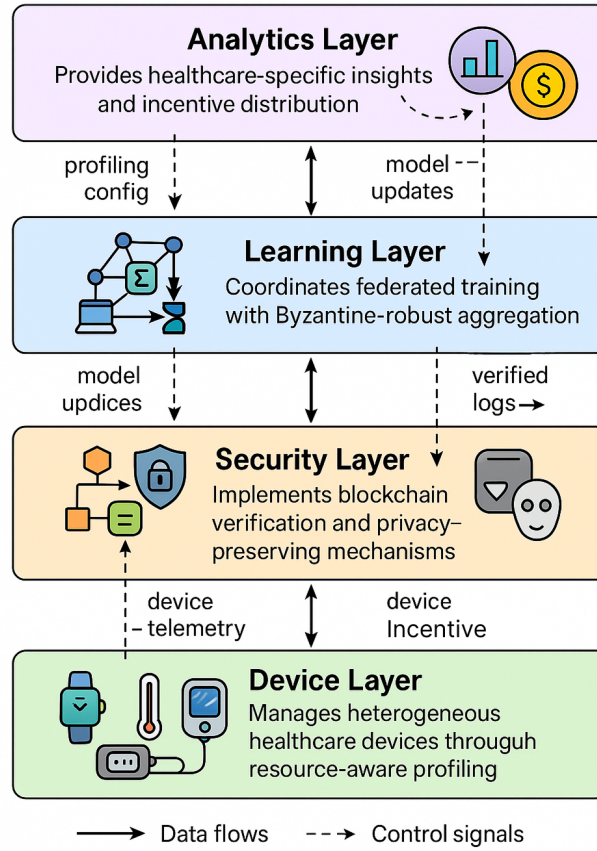 Analytics Layer
Provides healthcare-specific insights
and incentive distribution
$
profiling
config
model
updates
Learning Layer
Σ
Coordinates federated training
with Byzantine-robust aggregation
model
updices
verified
logs
Security Layer
Implements blockchain
verification and privacy–
preserving mechanisms
device
telemetry
device
Incentive
Device Layer
Manages heterogeneous
healthcare devices througuh
resource-aware profiling
Data flows
Control signals